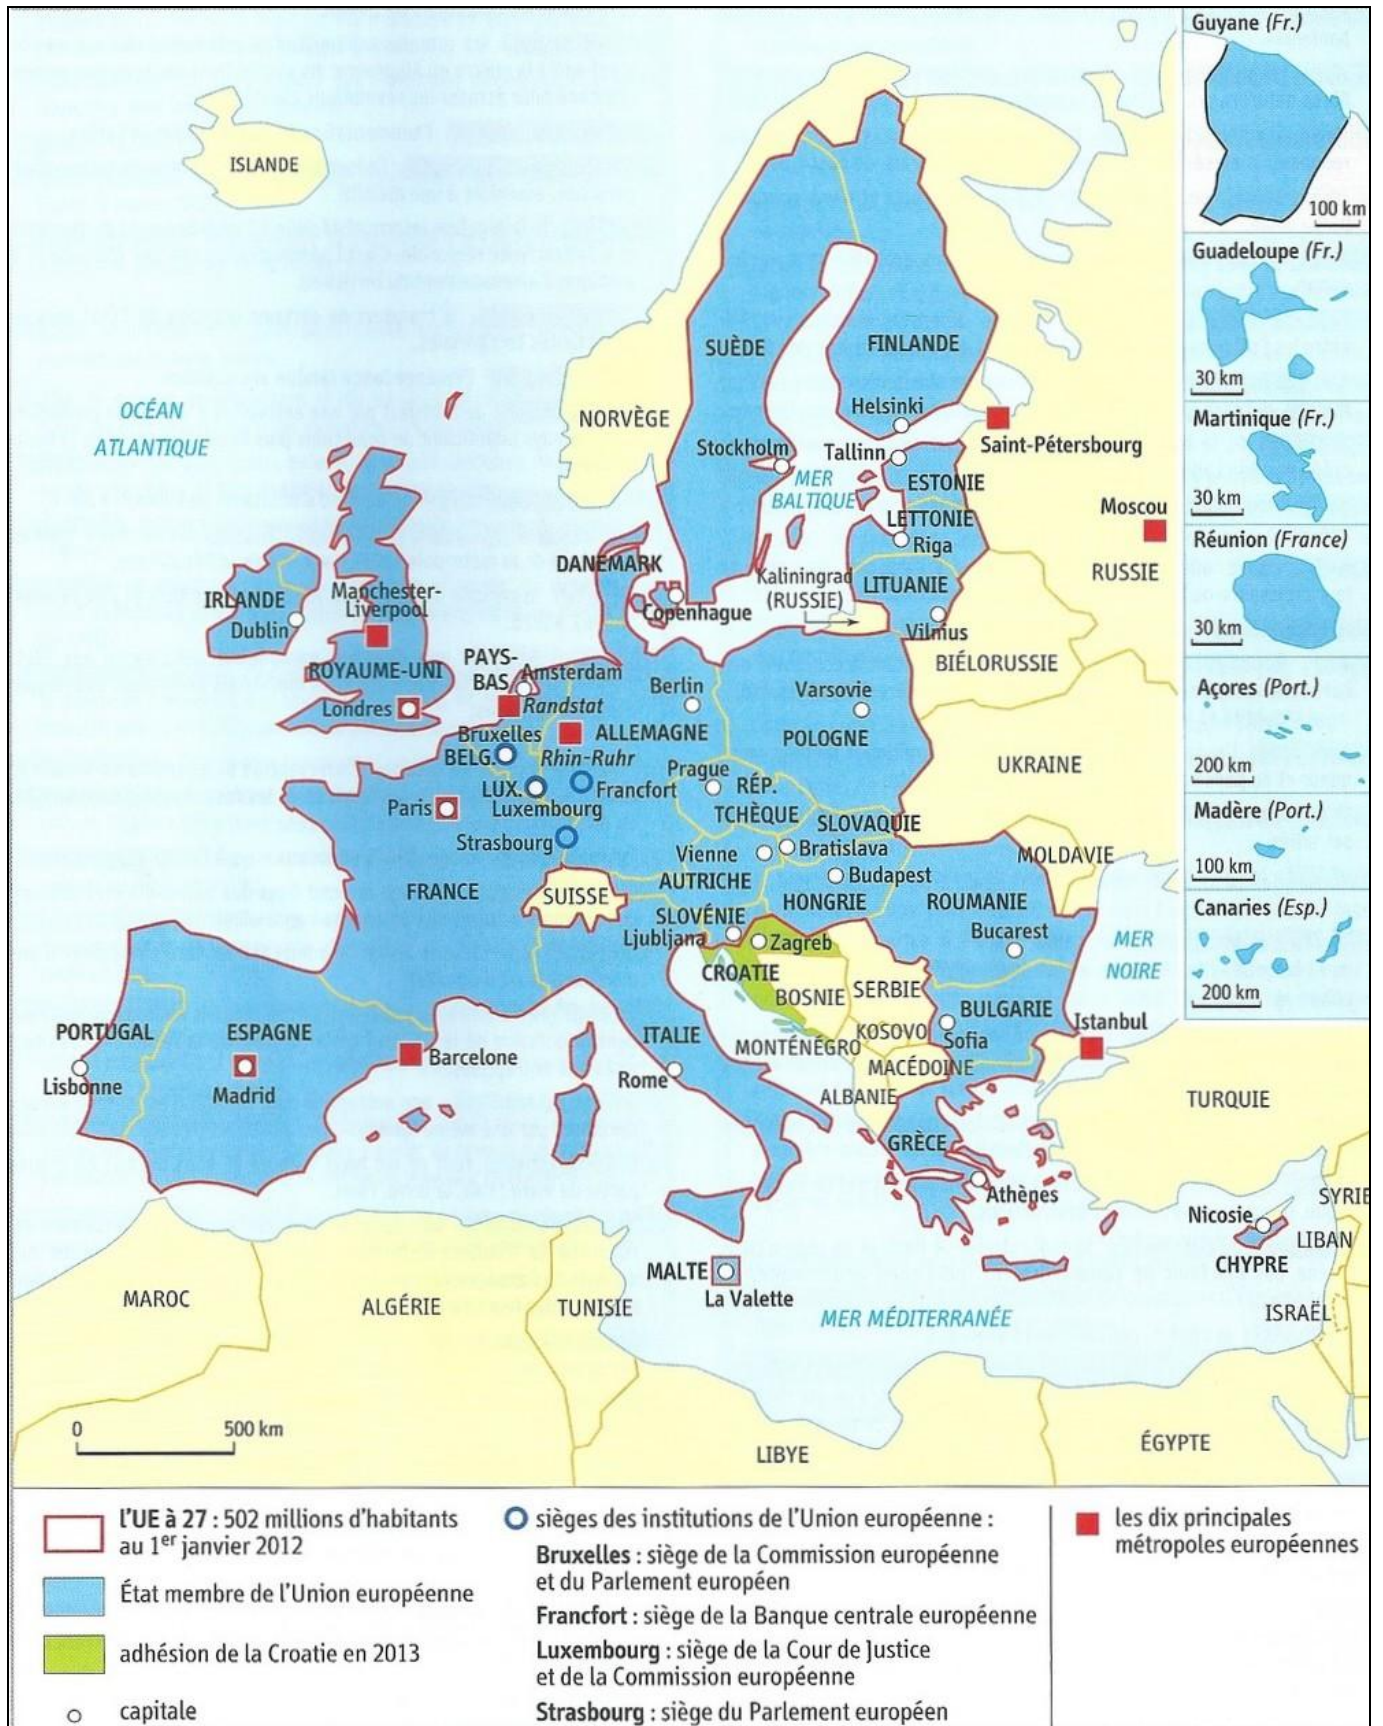 Guyane (Fr.)
100 km
Guadeloupe (Fr.)
30 km
Martinique (Fr.)
30 km
Réunion (France)
30 km
Açores (Port.)
200 km
Madère (Port.)
100 km
Canaries (Esp.)
200 km
ISLANDE
OCÉAN
ATLANTIQUE
NORVÈGE
SUÈDE
FINLANDE
Helsinki
Stockholm
Tallinn
Saint-Pétersbourg
MER
BALTIQUE
ESTONIE
LETTONIE
Riga
Moscou
RUSSIE
DANEMARK
Copenhague
Kaliningrad
(RUSSIE)
LITUANIE
Vilnius
BIÉLORUSSIE
IRLANDE
Dublin
Manchester-
Liverpool
ROYAUME-UNI
Londres
PAYS-
BAS
Amsterdam
Randstat
Berlin
Varsovie
POLOGNE
ALLEMAGNE
Bruxelles
BELG.
Rhin-Ruhr
UKRAINE
LUX.
Luxembourg
Francfort
Prague
RÉP.
TCHÈQUE
Paris
Strasbourg
SLOVAQUIE
Bratislava
Vienne
AUTRICHE
Budapest
HONGRIE
MOLDAVIE
FRANCE
SUISSE
ROUMANIE
Bucarest
SLOVÉNIE
Ljubljana
Zagreb
CROATIE
BOSNIE
SERBIE
MER
NOIRE
BULGARIE
Sofia
KOSOVO
MONTÉNÉGRO
MACÉDOINE
ALBANIE
Istanbul
PORTUGAL
Lisbonne
ESPAGNE
Madrid
Barcelone
ITALIE
Rome
TURQUIE
GRÈCE
Athènes
Nicosie
CHYPRE
SYRIE
LIBAN
ISRAËL
MALTE
La Valette
MER MÉDITERRANÉE
MAROC
ALGÉRIE
TUNISIE
LIBYE
ÉGYPTE
0 500 km
l'UE à 27 : 502 millions d'habitants
au 1er janvier 2012
État membre de l'Union européenne
adhésion de la Croatie en 2013
capitale
sièges des institutions de l'Union européenne :
Bruxelles : siège de la Commission européenne
et du Parlement européen
Francfort : siège de la Banque centrale européenne
Luxembourg : siège de la Cour de Justice
et de la Commission européenne
Strasbourg : siège du Parlement européen
les dix principales
métropoles européennes